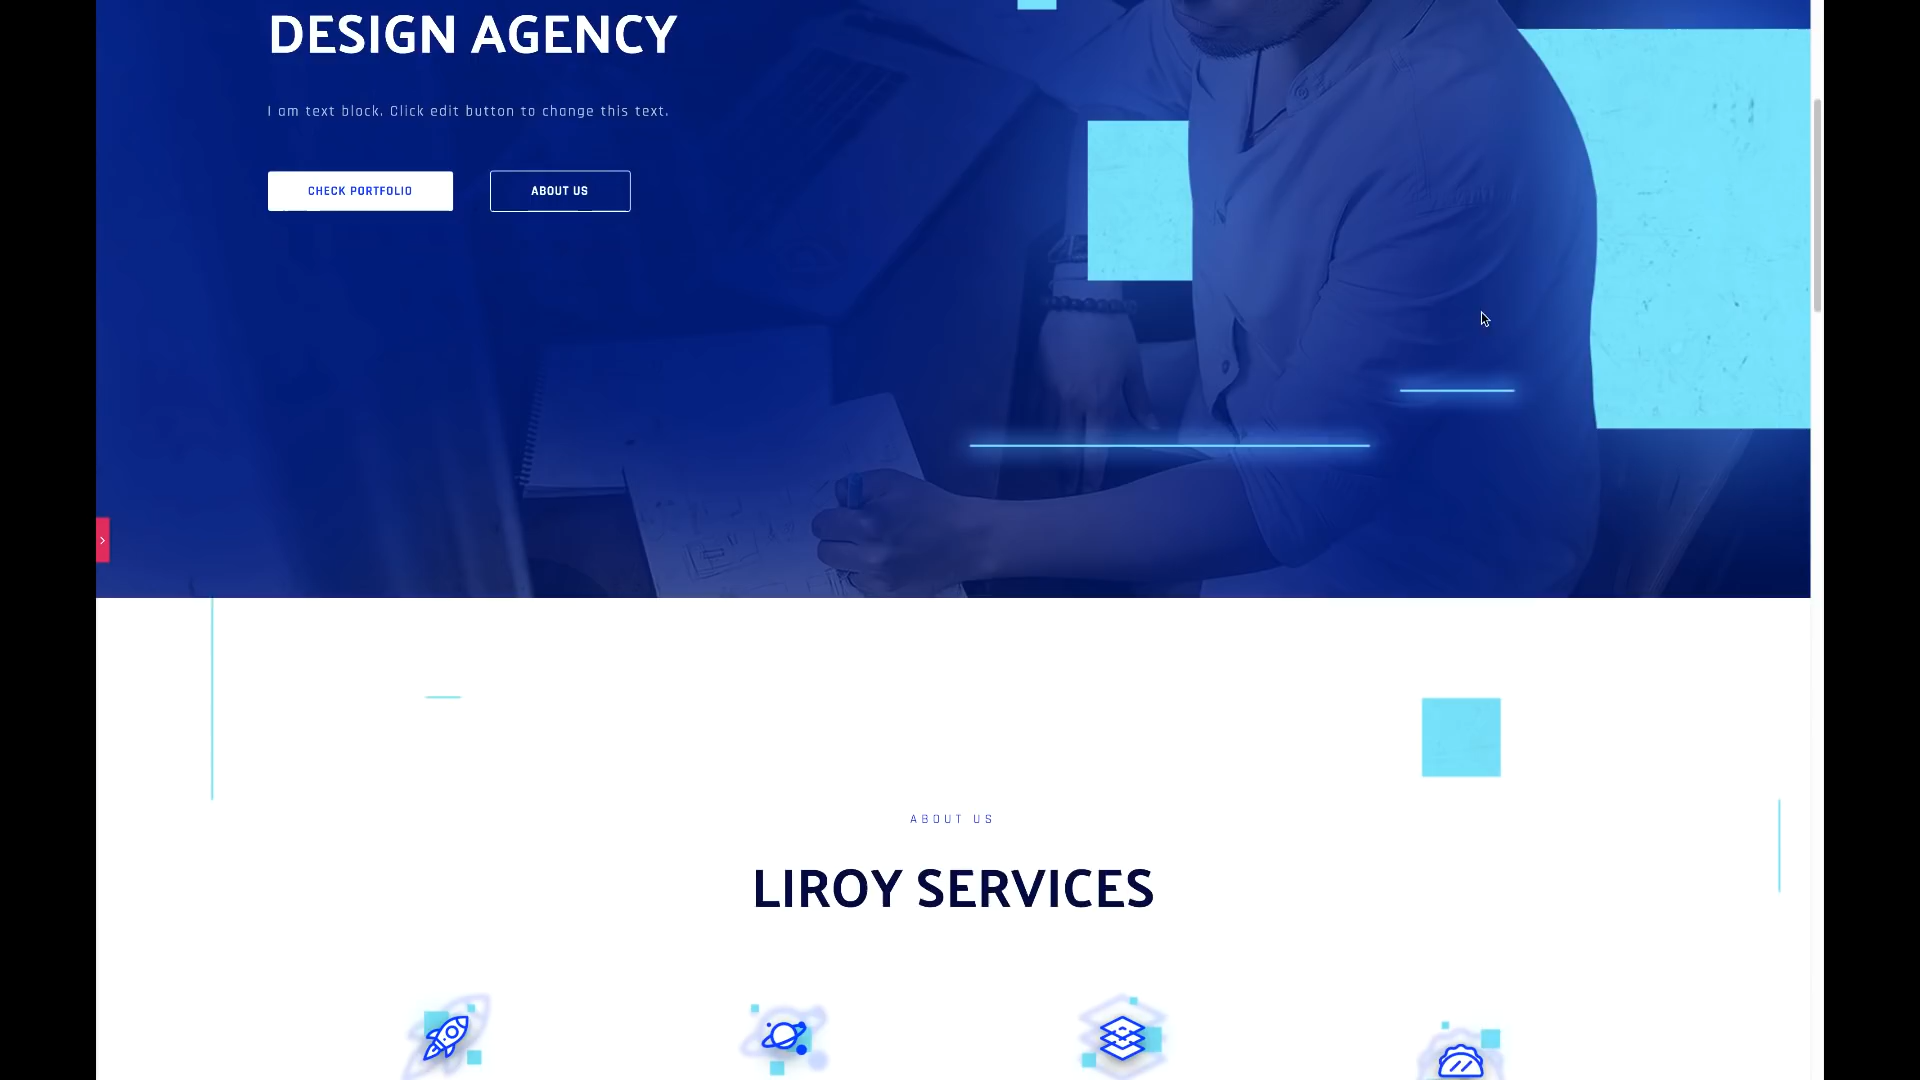 DESIGN AGENCY
I am text block. Click edit button to change this text.
CHECK PORTFOLIO
ABOUT US
ABOUT US
LIROY SERVICES